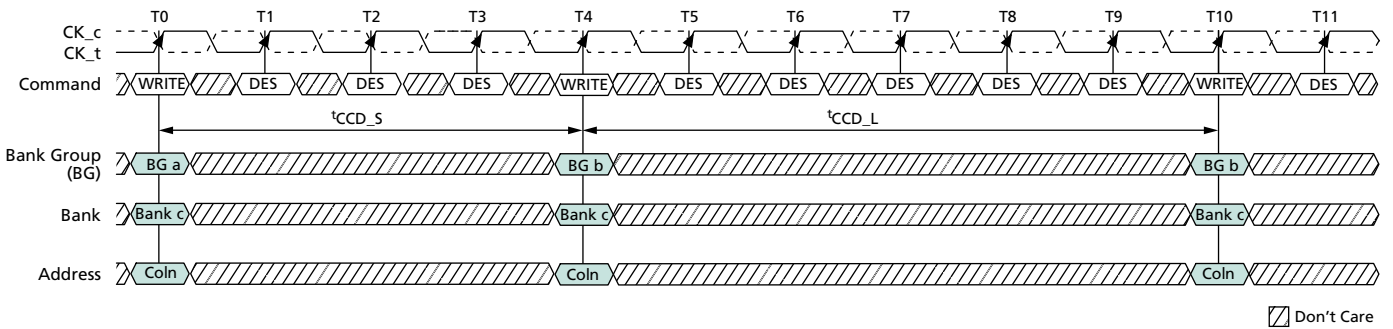 T0 T1 T2 T3 T4 T5 T6 T7 T8 T9 T10 T11
CK_c
CK_t
Command WRITE DES DES DES WRITE DES DES DES DES DES WRITE DES
tCCD_S tCCD_L
Bank Group
(BG) BG a BG b BG b
Bank Bank c Bank c Bank c
Address Coln Coln Coln
Don't Care